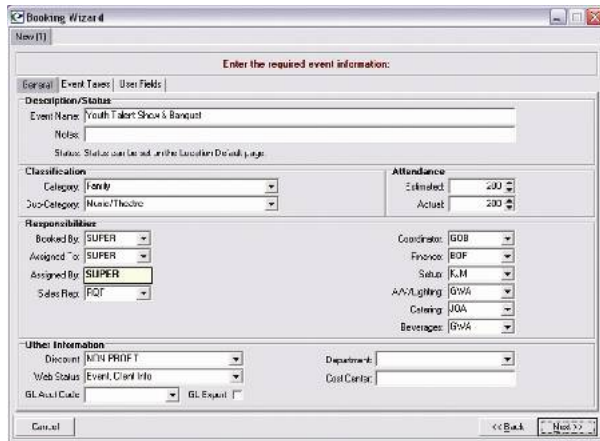 Booking Wizard
New [1]
Enter the required event information:
General Event Taxes User Fields
Description/Status
Event Name: Youth Talent Show & Banquet
Notes:
Status: Status can be set on the Location Default page.
Classification
Category: Family
Sub-Category: Music/Theatre
Attendance
Estimated: 200
Actual: 200
Responsibilities
Booked By: SUPER
Assigned To: SUPER
Assigned By: SUPER
Sales Rep:
Coordinator: GOB
Finance: BOF
Setup: KJM
A/V/Lighting: GWA
Catering: JOA
Beverages: GWA
Other Information
Discount: NON PROFIT
Web Status: Event, Client Info
GL Acct Code: GL Export
Department:
Cost Center:
Cancel << Back Next >>